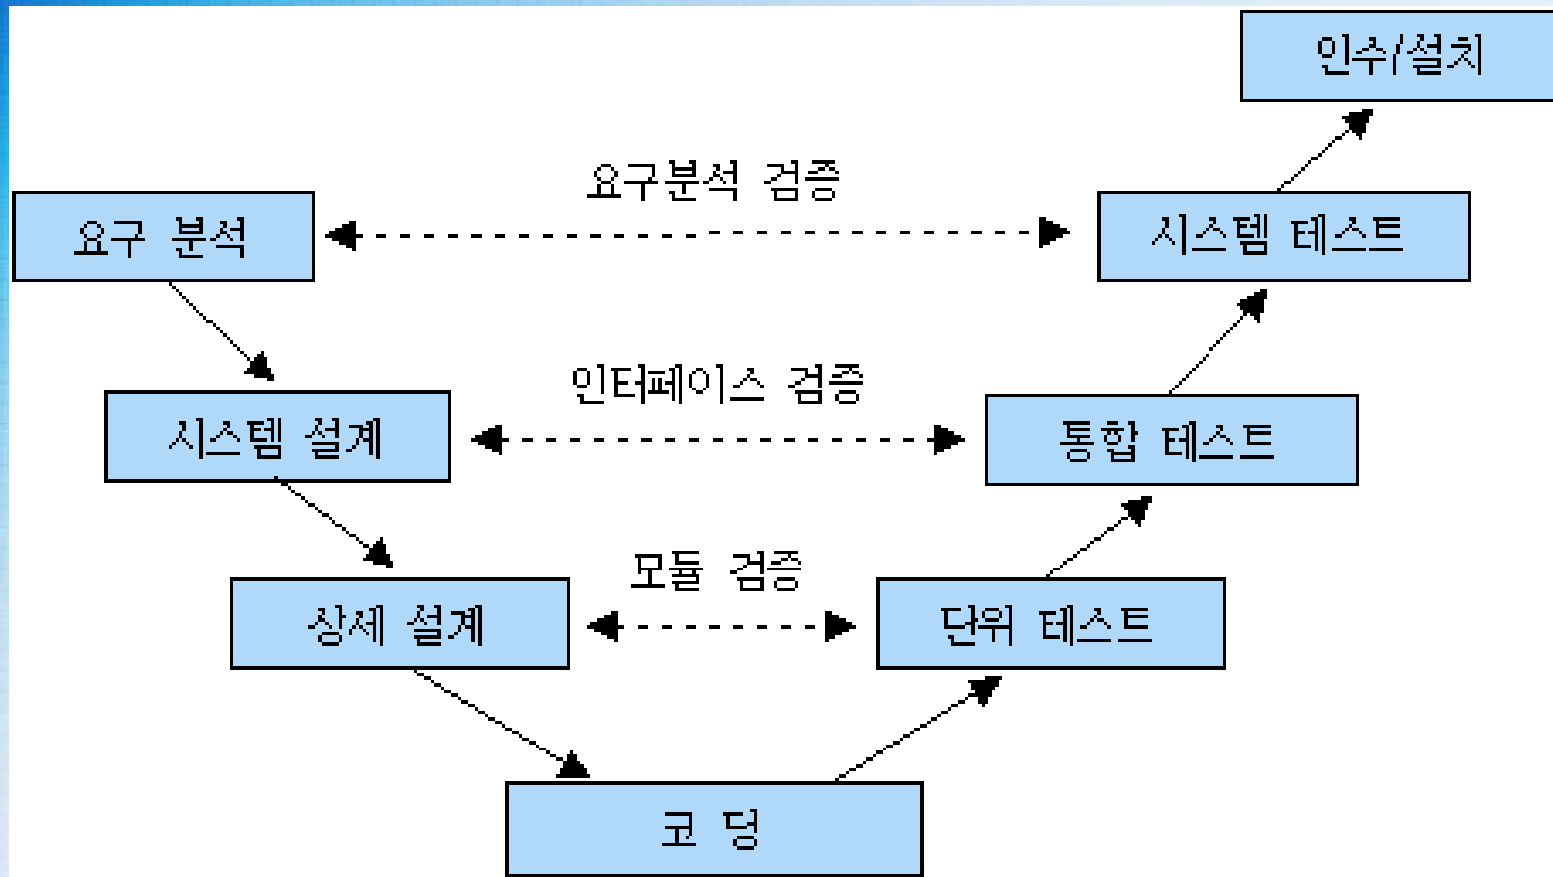 인수/설치
요구분석 검증
요구 분석
시스템 테스트
인터페이스 검증
시스템 설계
통합 테스트
모듈 검증
상세 설계
단위 테스트
코 딩